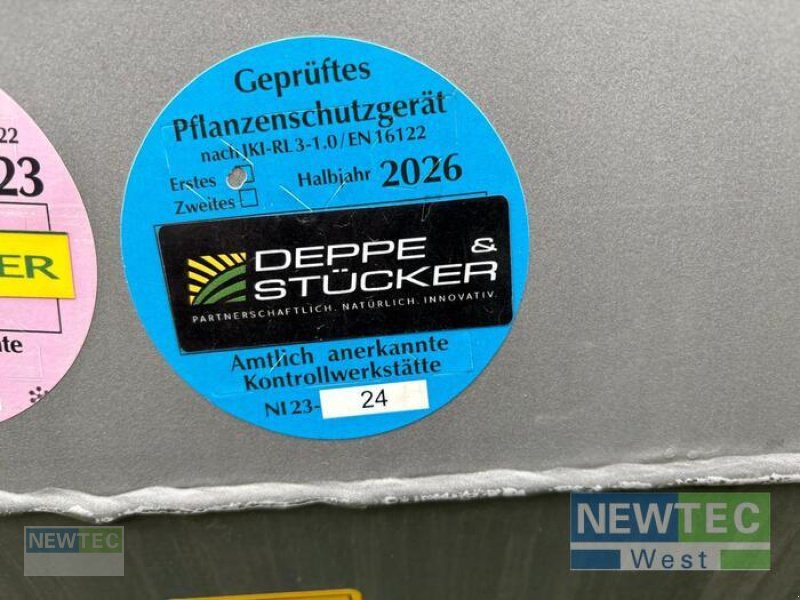 22
23
ER
Geprüftes
Pflanzenschutzgerät
nach JKI-RL 3-1.0/EN 16122
Erstes Halbjahr 2026
Zweites
DEPPE &
STÜCKER
PARTNERSCHAFTLICH. NATÜRLICH. INNOVATIV.
Amtlich anerkannte
Kontrollwerkstätte
NI 23- 24
NEWTEC
NEWTEC
West